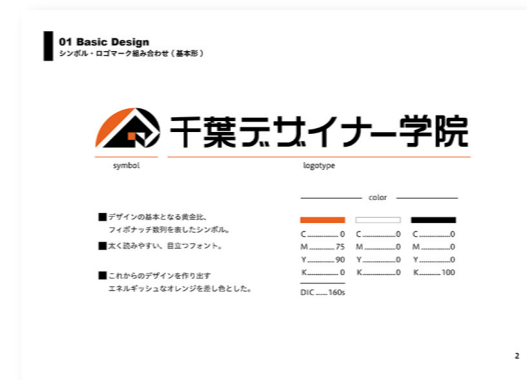 01 Basic Design
シンボル・ロゴマーク組み合わせ ( 基本形 )
千葉デザイナー学院
symbol
logotype
color
■デザインの基本となる黄金比、
フィボナッチ数列を表したシンボル。
■太く読みやすい、目立つフォント。
■これからのデザインを作り出す
エネルギッシュなオレンジを差し色とした。
C 0 C 0 C 0
M 75 M 0 M 0
Y 90 Y 0 Y 0
K 0 K 0 K 100
DIC 160s
2